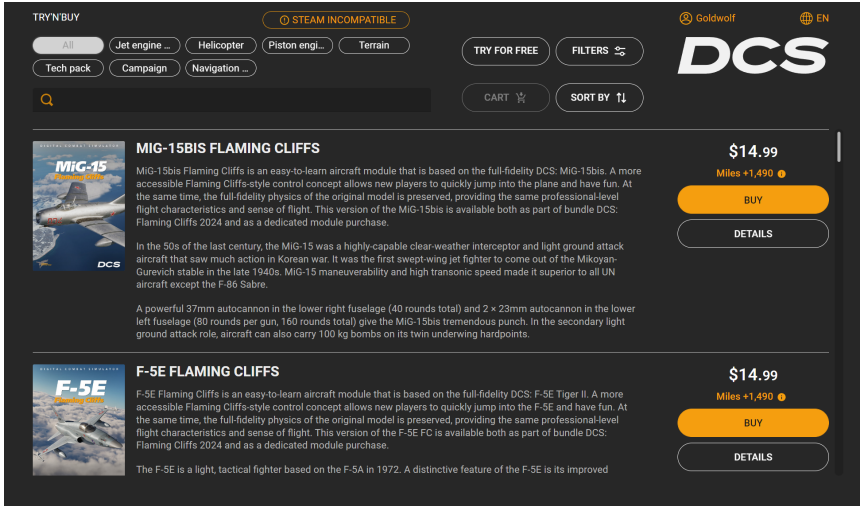 TRY'N'BUY
STEAM INCOMPATIBLE
Goldwolf
EN
All
Jet engine ...
Helicopter
Piston engi...
Terrain
Tech pack
Campaign
Navigation ...
TRY FOR FREE
FILTERS
CART
SORT BY
DCS
DIGITAL COMBAT SIMULATOR
MiG-15
Flaming Cliffs
DCS
MIG-15BIS FLAMING CLIFFS
MiG-15bis Flaming Cliffs is an easy-to-learn aircraft module that is based on the full-fidelity DCS: MiG-15bis. A more
accessible Flaming Cliffs-style control concept allows new players to quickly jump into the plane and have fun. At
the same time, the full-fidelity physics of the original model is preserved, providing the same professional-level
flight characteristics and sense of flight. This version of the MiG-15bis is available both as part of bundle DCS:
Flaming Cliffs 2024 and as a dedicated module purchase.
In the 50s of the last century, the MiG-15 was a highly-capable clear-weather interceptor and light ground attack
aircraft that saw much action in Korean war. It was the first swept-wing jet fighter to come out of the Mikoyan-
Gurevich stable in the late 1940s. MiG-15 maneuverability and high transonic speed made it superior to all UN
aircraft except the F-86 Sabre.
A powerful 37mm autocannon in the lower right fuselage (40 rounds total) and 2 × 23mm autocannon in the lower
left fuselage (80 rounds per gun, 160 rounds total) give the MiG-15bis tremendous punch. In the secondary light
ground attack role, aircraft can also carry 100 kg bombs on its twin underwing hardpoints.
$14.99
Miles +1,490
BUY
DETAILS
DIGITAL COMBAT SIMULATOR
F-5E
Flaming Cliffs
F-5E FLAMING CLIFFS
F-5E Flaming Cliffs is an easy-to-learn aircraft module that is based on the full-fidelity DCS: F-5E Tiger II. A more
accessible Flaming Cliffs-style control concept allows new players to quickly jump into the F-5E and have fun. At
the same time, the full-fidelity physics of the original model is preserved, providing the same professional-level
flight characteristics and sense of flight. This version of the F-5E FC is available both as part of bundle DCS:
Flaming Cliffs 2024 and as a dedicated module purchase.
The F-5E is a light, tactical fighter based on the F-5A in 1972. A distinctive feature of the F-5E is its improved
$14.99
Miles +1,490
BUY
DETAILS